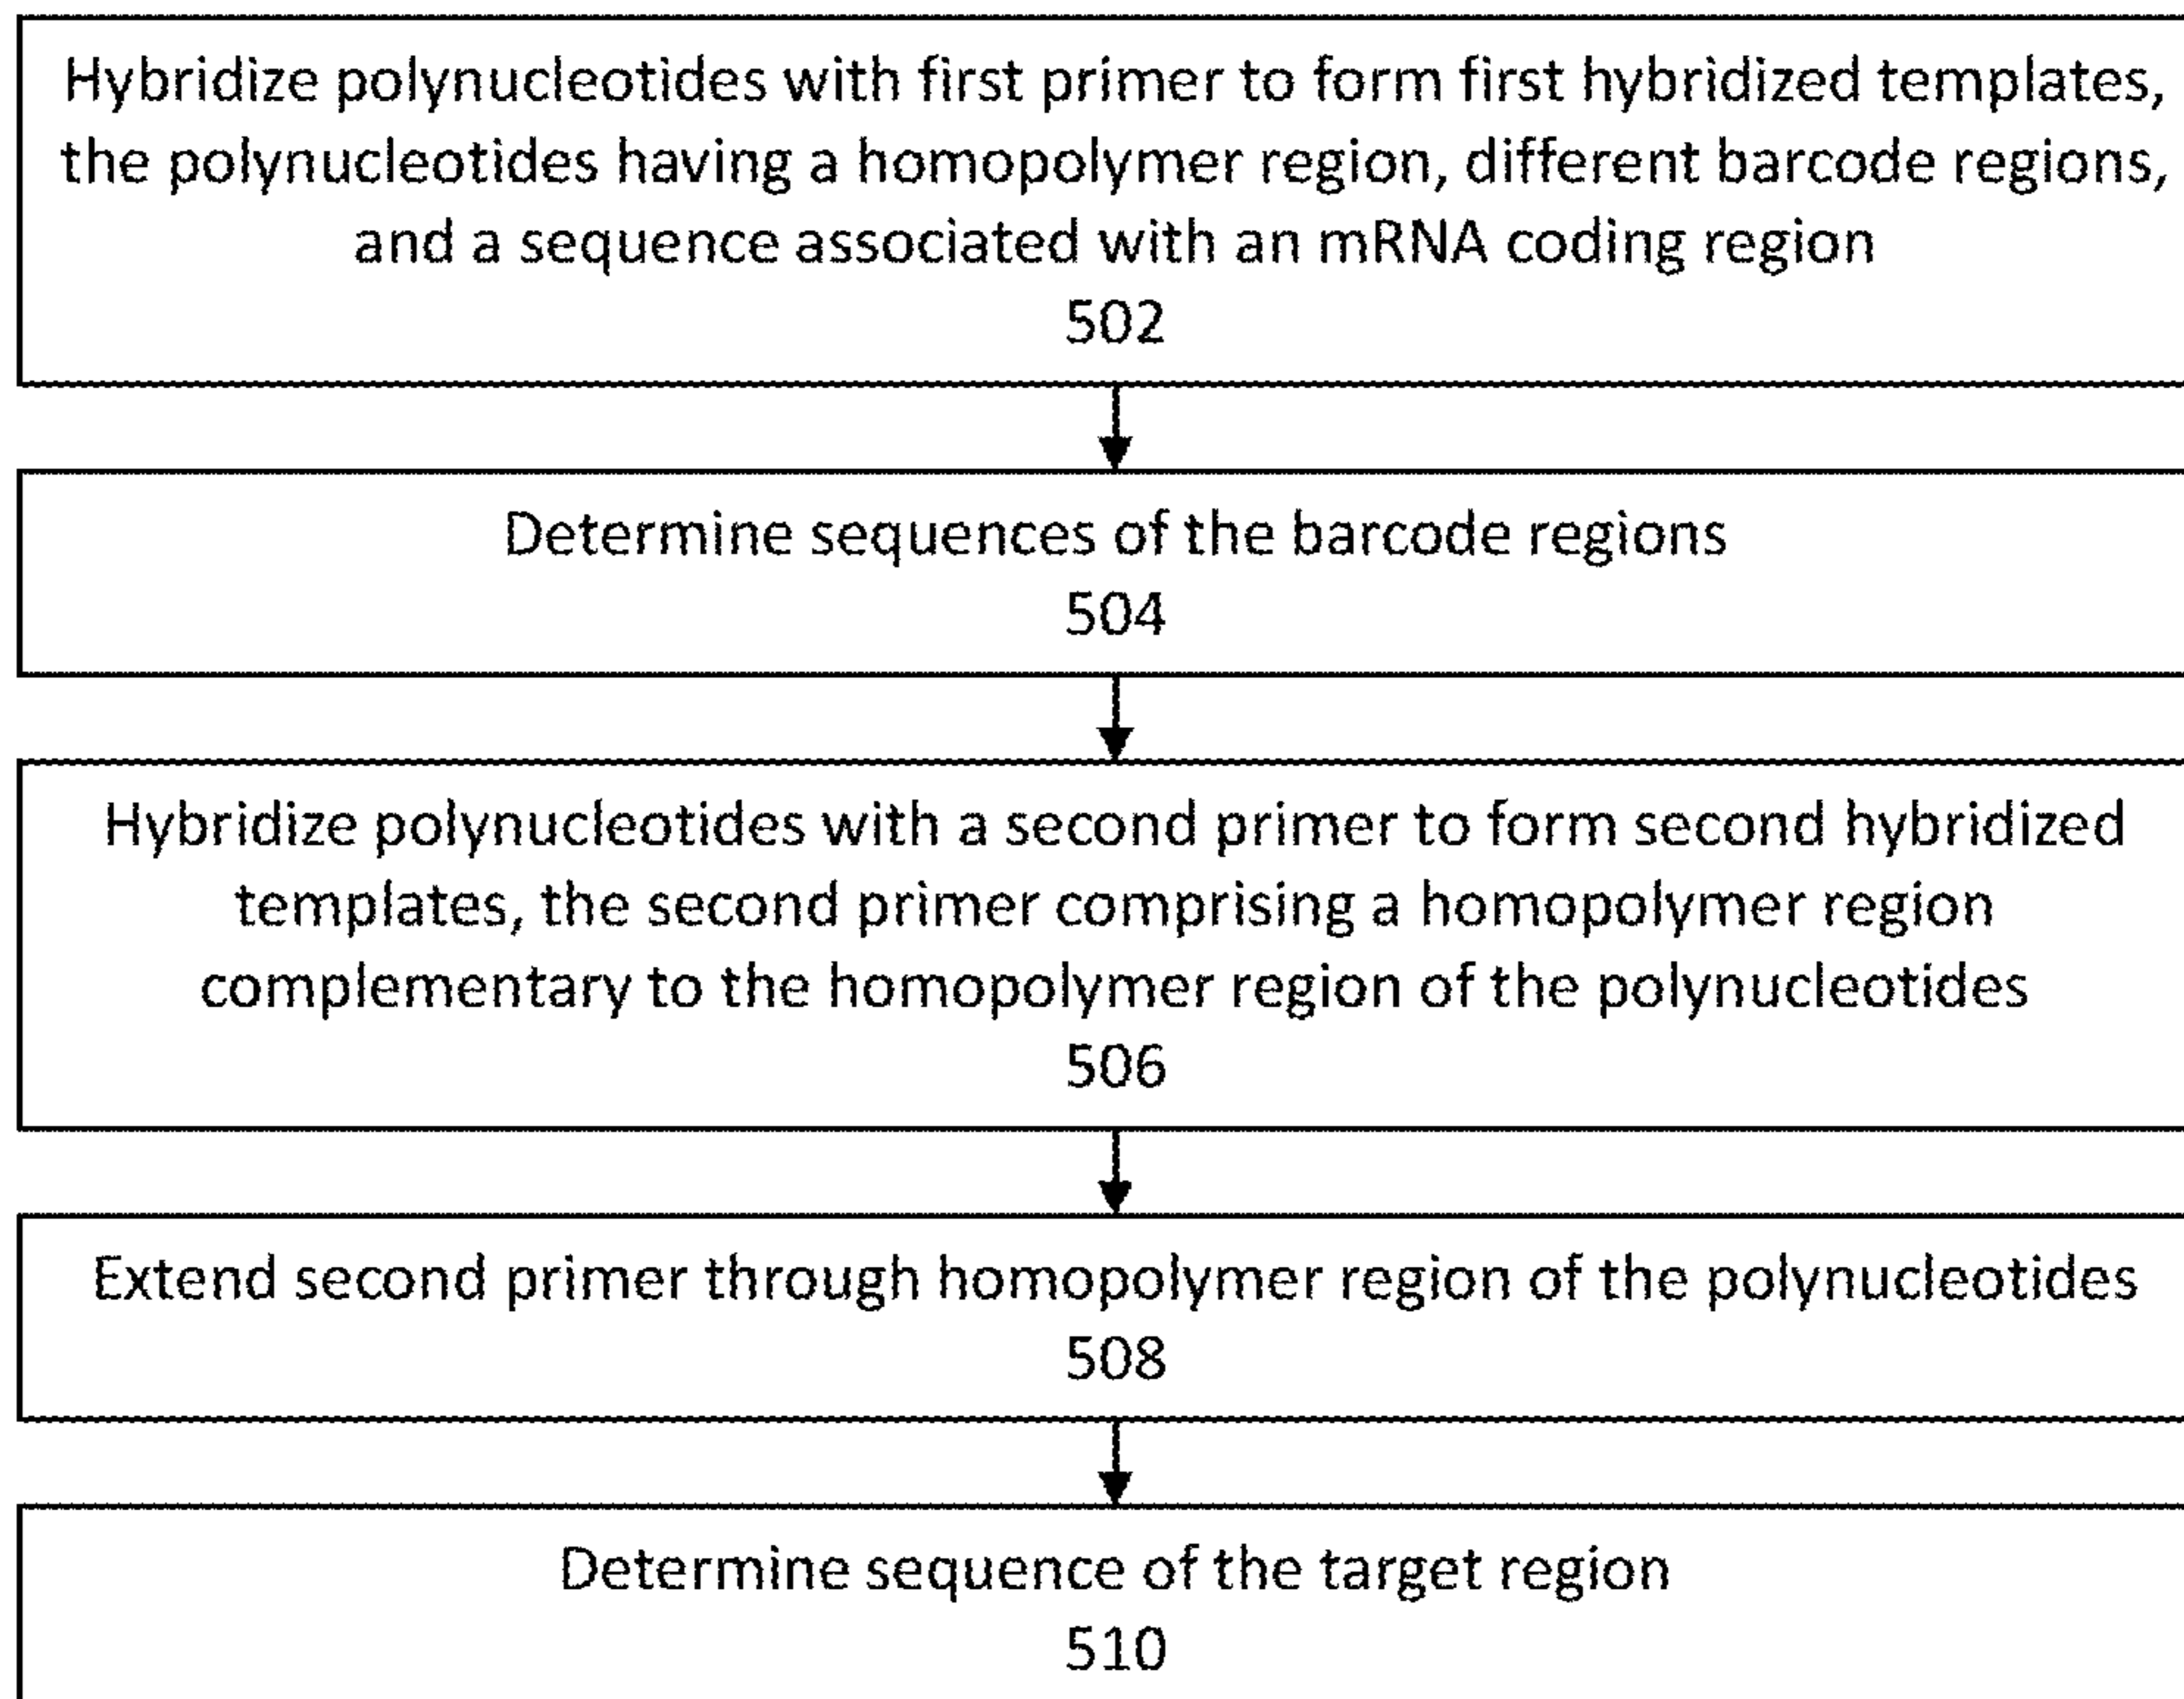 Hybridize polynucleotides with first primer to form first hybridized templates,
the polynucleotides having a homopolymer region, different barcode regions,
and a sequence associated with an mRNA coding region
502
Determine sequences of the barcode regions
504
Hybridize polynucleotides with a second primer to form second hybridized
templates, the second primer comprising a homopolymer region
complementary to the homopolymer region of the polynucleotides
506
Extend second primer through homopolymer region of the polynucleotides
508
Determine sequence of the target region
510